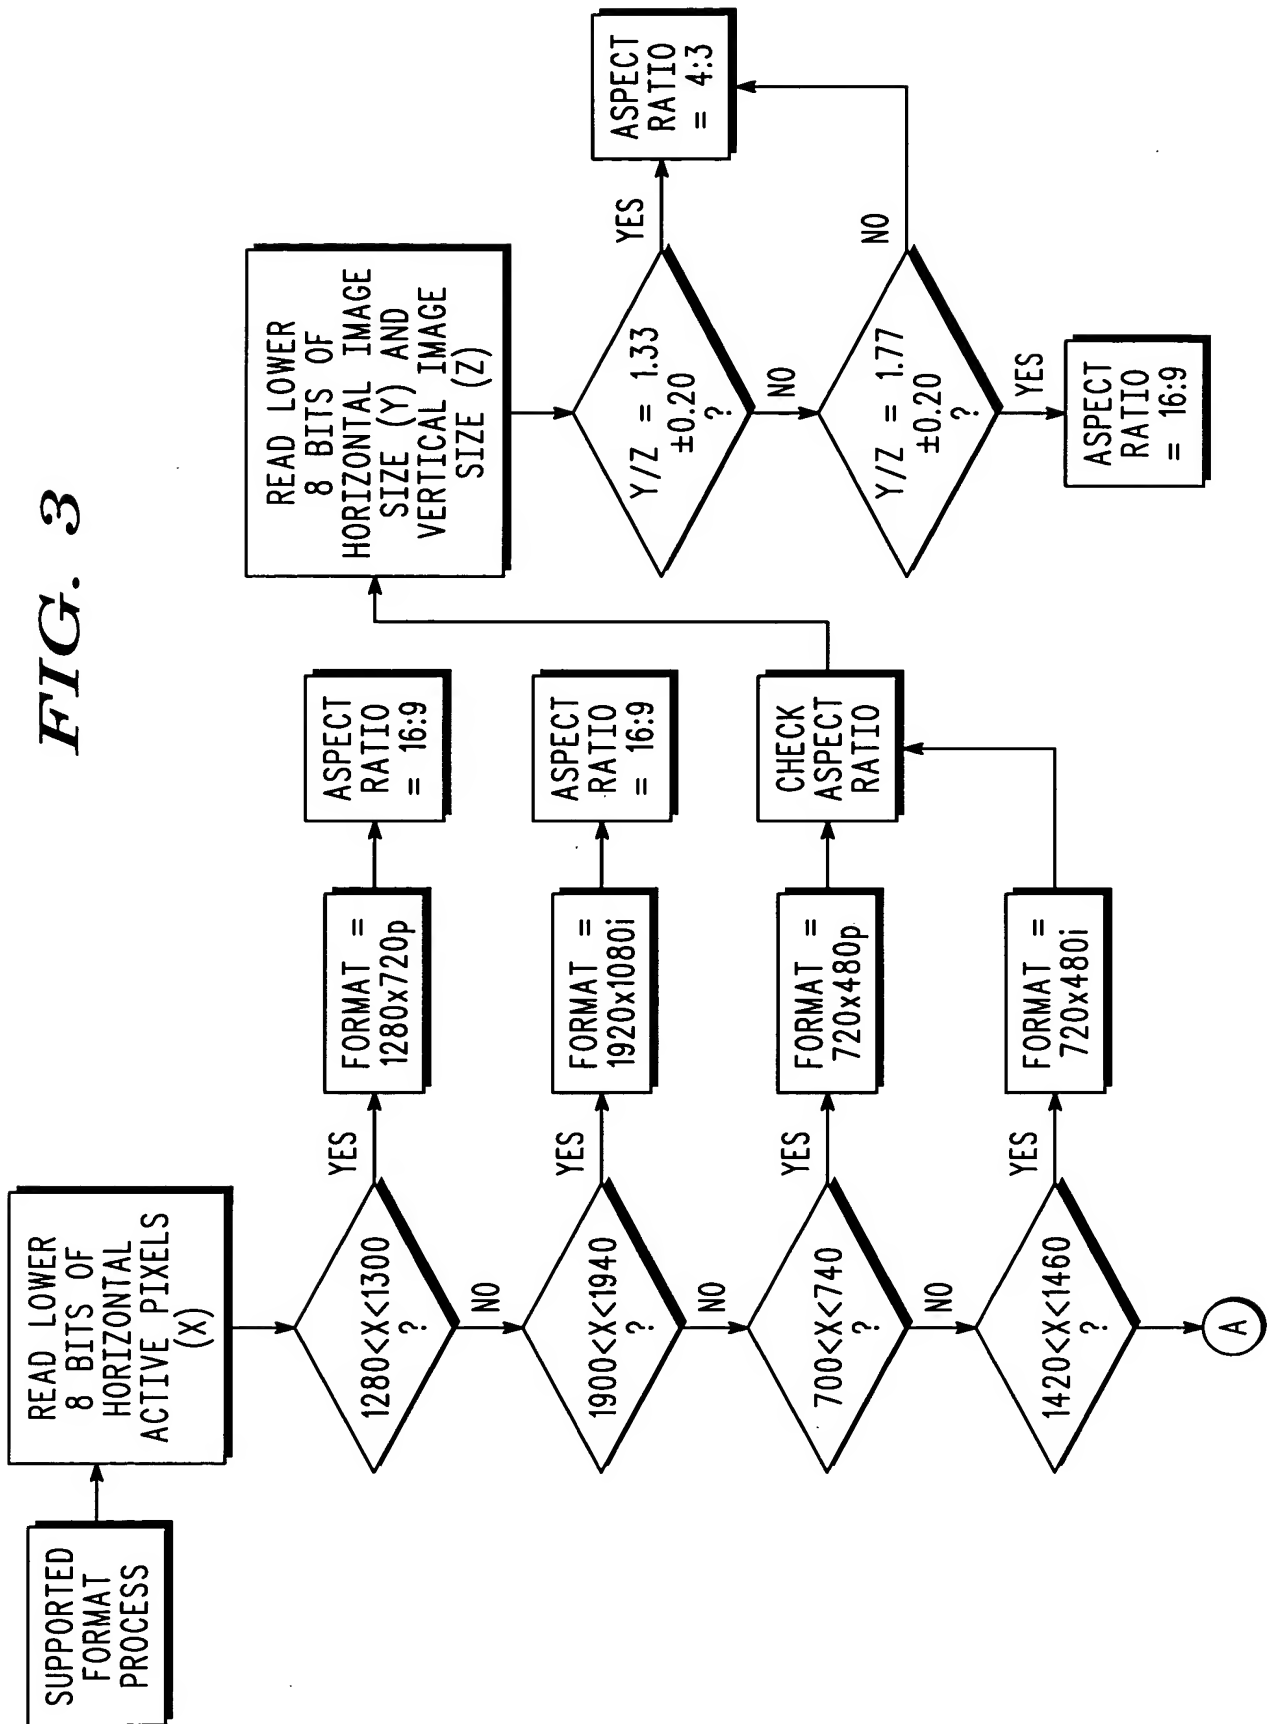 FIG. 3
SUPPORTED
FORMAT
PROCESS
READ LOWER
8 BITS OF
HORIZONTAL
ACTIVE PIXELS
(X)
1280<X<1300
?
YES
FORMAT =
1280x720p
ASPECT
RATIO
= 16:9
NO
1900<X<1940
?
YES
FORMAT =
1920x1080i
ASPECT
RATIO
= 16:9
NO
700<X<740
?
YES
FORMAT =
720x480p
CHECK
ASPECT
RATIO
NO
1420<X<1460
?
YES
FORMAT =
720x480i
A
READ LOWER
8 BITS OF
HORIZONTAL IMAGE
SIZE (Y) AND
VERTICAL IMAGE
SIZE (Z)
Y/Z = 1.33
±0.20
?
YES
ASPECT
RATIO
= 4:3
NO
Y/Z = 1.77
±0.20
?
NO
YES
ASPECT
RATIO
= 16:9